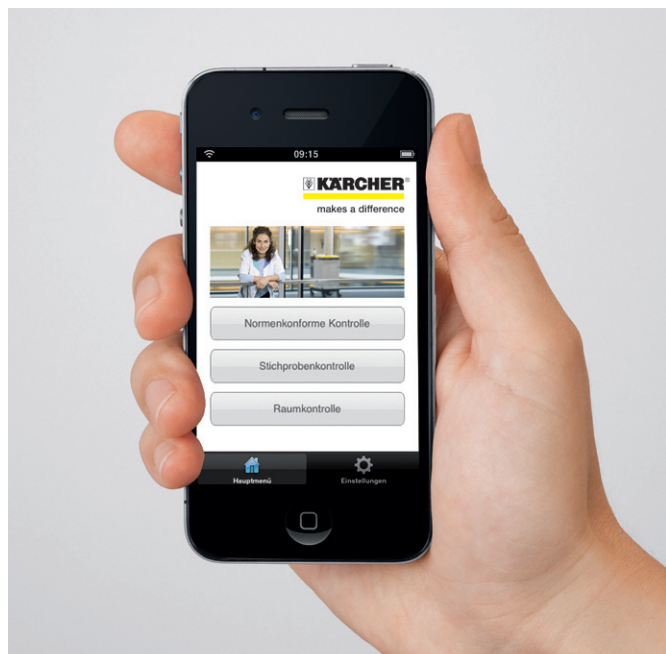 09:15
KÄRCHER®
makes a difference
Normenkonforme Kontrolle
Stichprobenkontrolle
Raumkontrolle
Hauptmenü Einstellungen